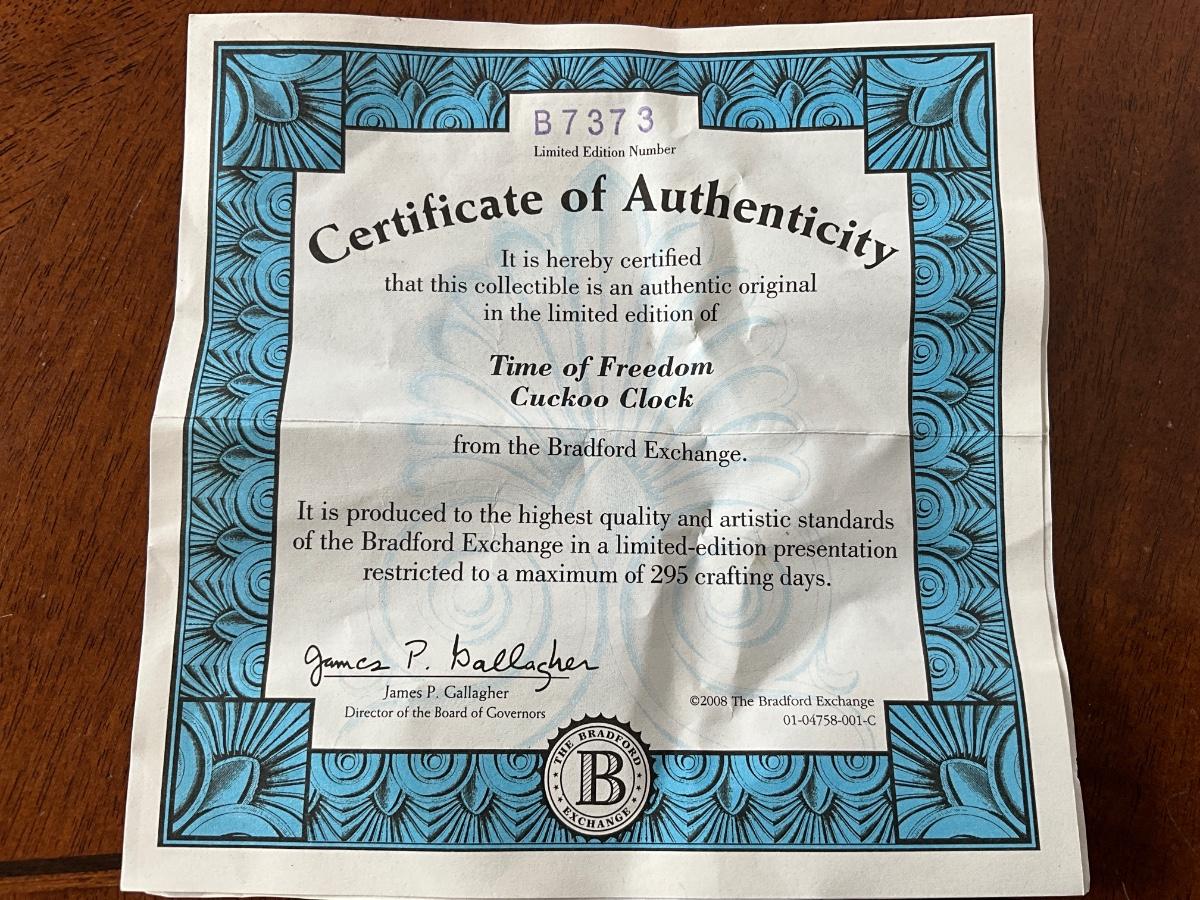 B7373
Limited Edition Number
Certificate of Authenticity
It is hereby certified
that this collectible is an authentic original
in the limited edition of
Time of Freedom
Cuckoo Clock
from the Bradford Exchange.
It is produced to the highest quality and artistic standards
of the Bradford Exchange in a limited-edition presentation
restricted to a maximum of 295 crafting days.
James P. Gallagher
James P. Gallagher
Director of the Board of Governors
©2008 The Bradford Exchange
01-04758-001-C
THE BRADFORD
B
EXCHANGE